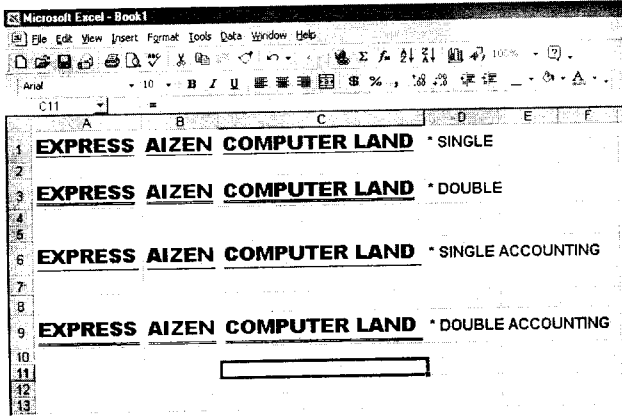 Microsoft Excel - Book1
File Edit View Insert Format Tools Data Window Help
Σ 100%
Arial 10 B I U $ % ,
C11 =
A B C D E F
1 EXPRESS AIZEN COMPUTER LAND * SINGLE
2
3 EXPRESS AIZEN COMPUTER LAND * DOUBLE
4
5
6 EXPRESS AIZEN COMPUTER LAND * SINGLE ACCOUNTING
7
8
9 EXPRESS AIZEN COMPUTER LAND * DOUBLE ACCOUNTING
10
11
12
13